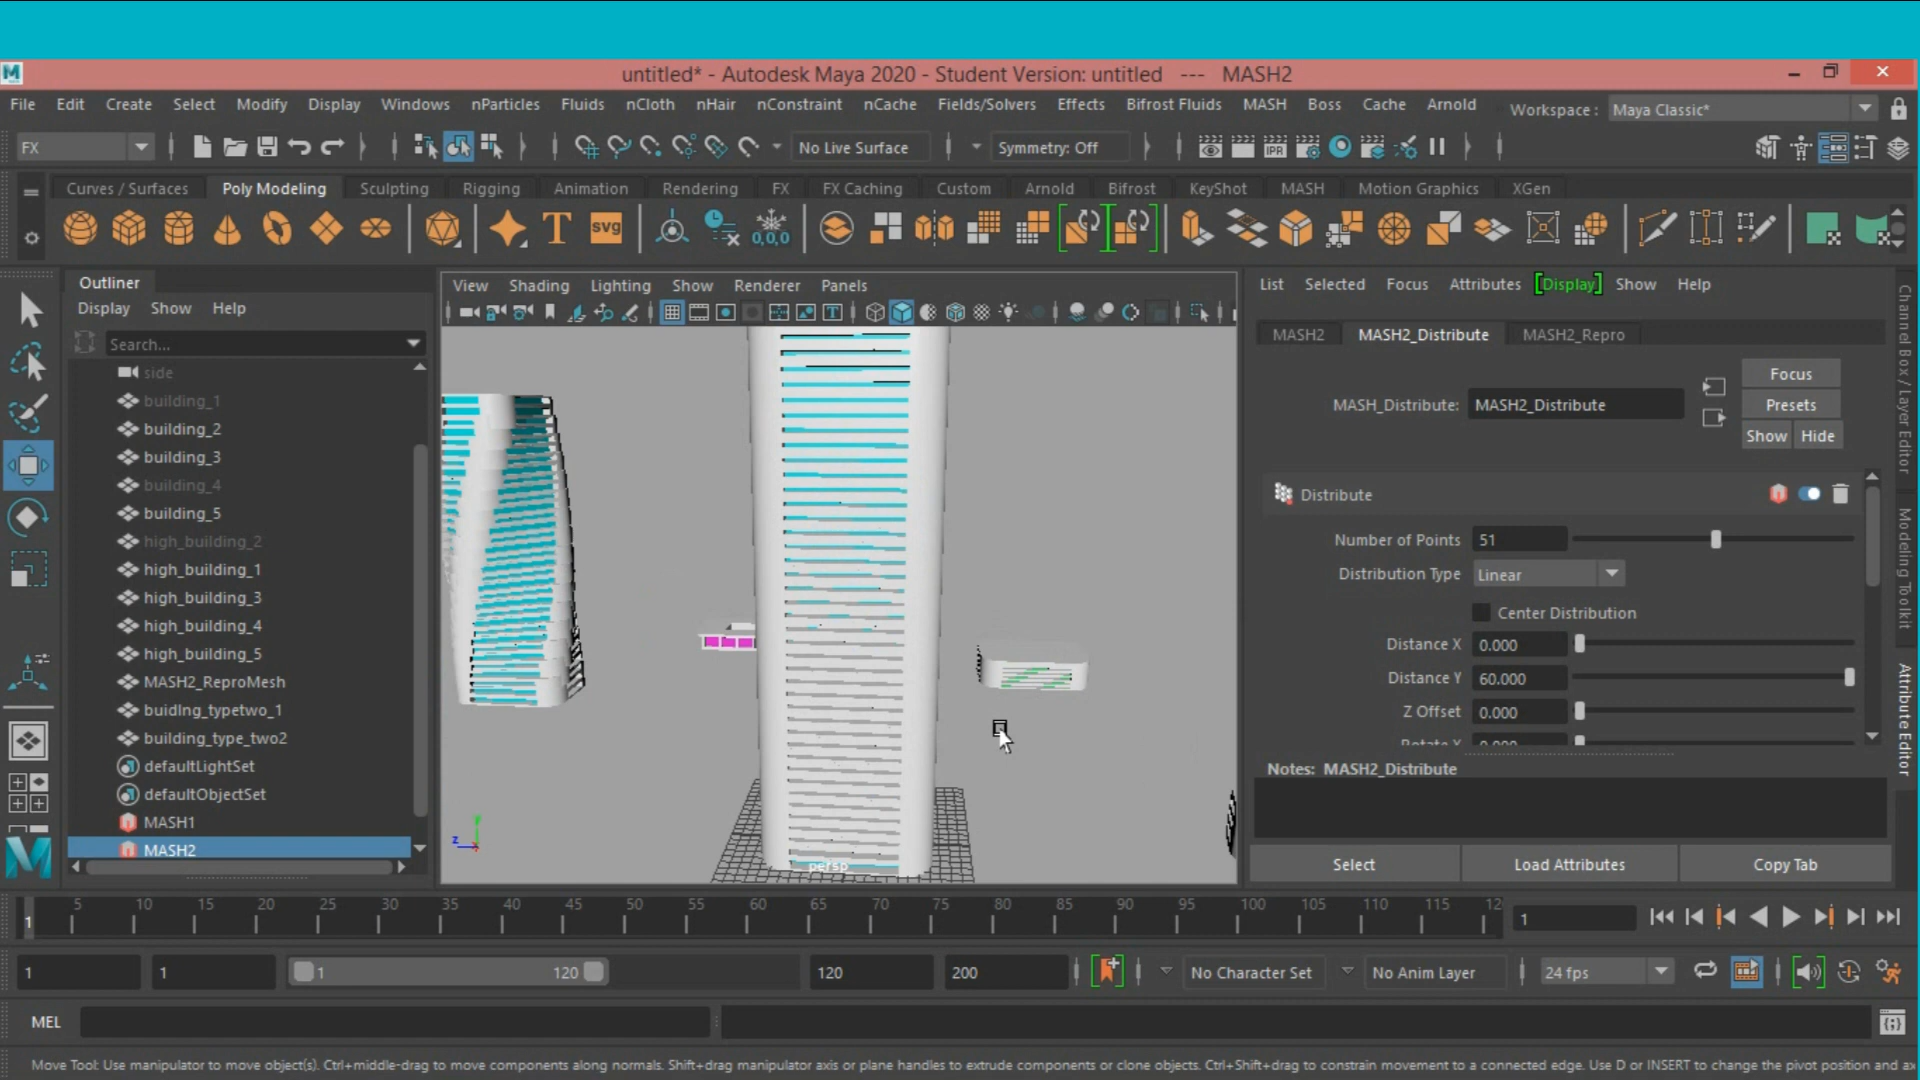 untitled* - Autodesk Maya 2020 - Student Version: untitled --- MASH2
File Edit Create Select Modify Display Windows nParticles Fluids nCloth nHair nConstraint nCache Fields/Solvers Effects Bifrost Fluids MASH Boss Cache Arnold Workspace : Maya Classic*
FX No Live Surface Symmetry: Off IPR
Curves / Surfaces Poly Modeling Sculpting Rigging Animation Rendering FX FX Caching Custom Arnold Bifrost KeyShot MASH Motion Graphics XGen
T svg 0,0,0
Outliner
Display Show Help
Search...
side
building_1
building_2
building_3
building_4
building_5
high_building_2
high_building_1
high_building_3
high_building_4
high_building_5
MASH2_ReproMesh
buidlng_typetwo_1
building_type_two2
defaultLightSet
defaultObjectSet
MASH1
MASH2
View Shading Lighting Show Renderer Panels
persp
z x y
List Selected Focus Attributes Display Show Help
MASH2 MASH2_Distribute MASH2_Repro
Focus
MASH_Distribute: MASH2_Distribute Presets
Show Hide
Distribute
Number of Points 51
Distribution Type Linear
Center Distribution
Distance X 0.000
Distance Y 60.000
Z Offset 0.000
Rotate X 0.000
Notes: MASH2_Distribute
Select Load Attributes Copy Tab
Channel Box / Layer Editor
Modeling Toolkit
Attribute Editor
5 10 15 20 25 30 35 40 45 50 55 60 65 70 75 80 85 90 95 100 105 110 115 12
1 1
1 1 1 120 120 200 No Character Set No Anim Layer 24 fps
MEL
Move Tool: Use manipulator to move object(s). Ctrl+middle-drag to move components along normals. Shift+drag manipulator axis or plane handles to extrude components or clone objects. Ctrl+Shift+drag to constrain movement to a connected edge. Use D or INSERT to change the pivot position and ax